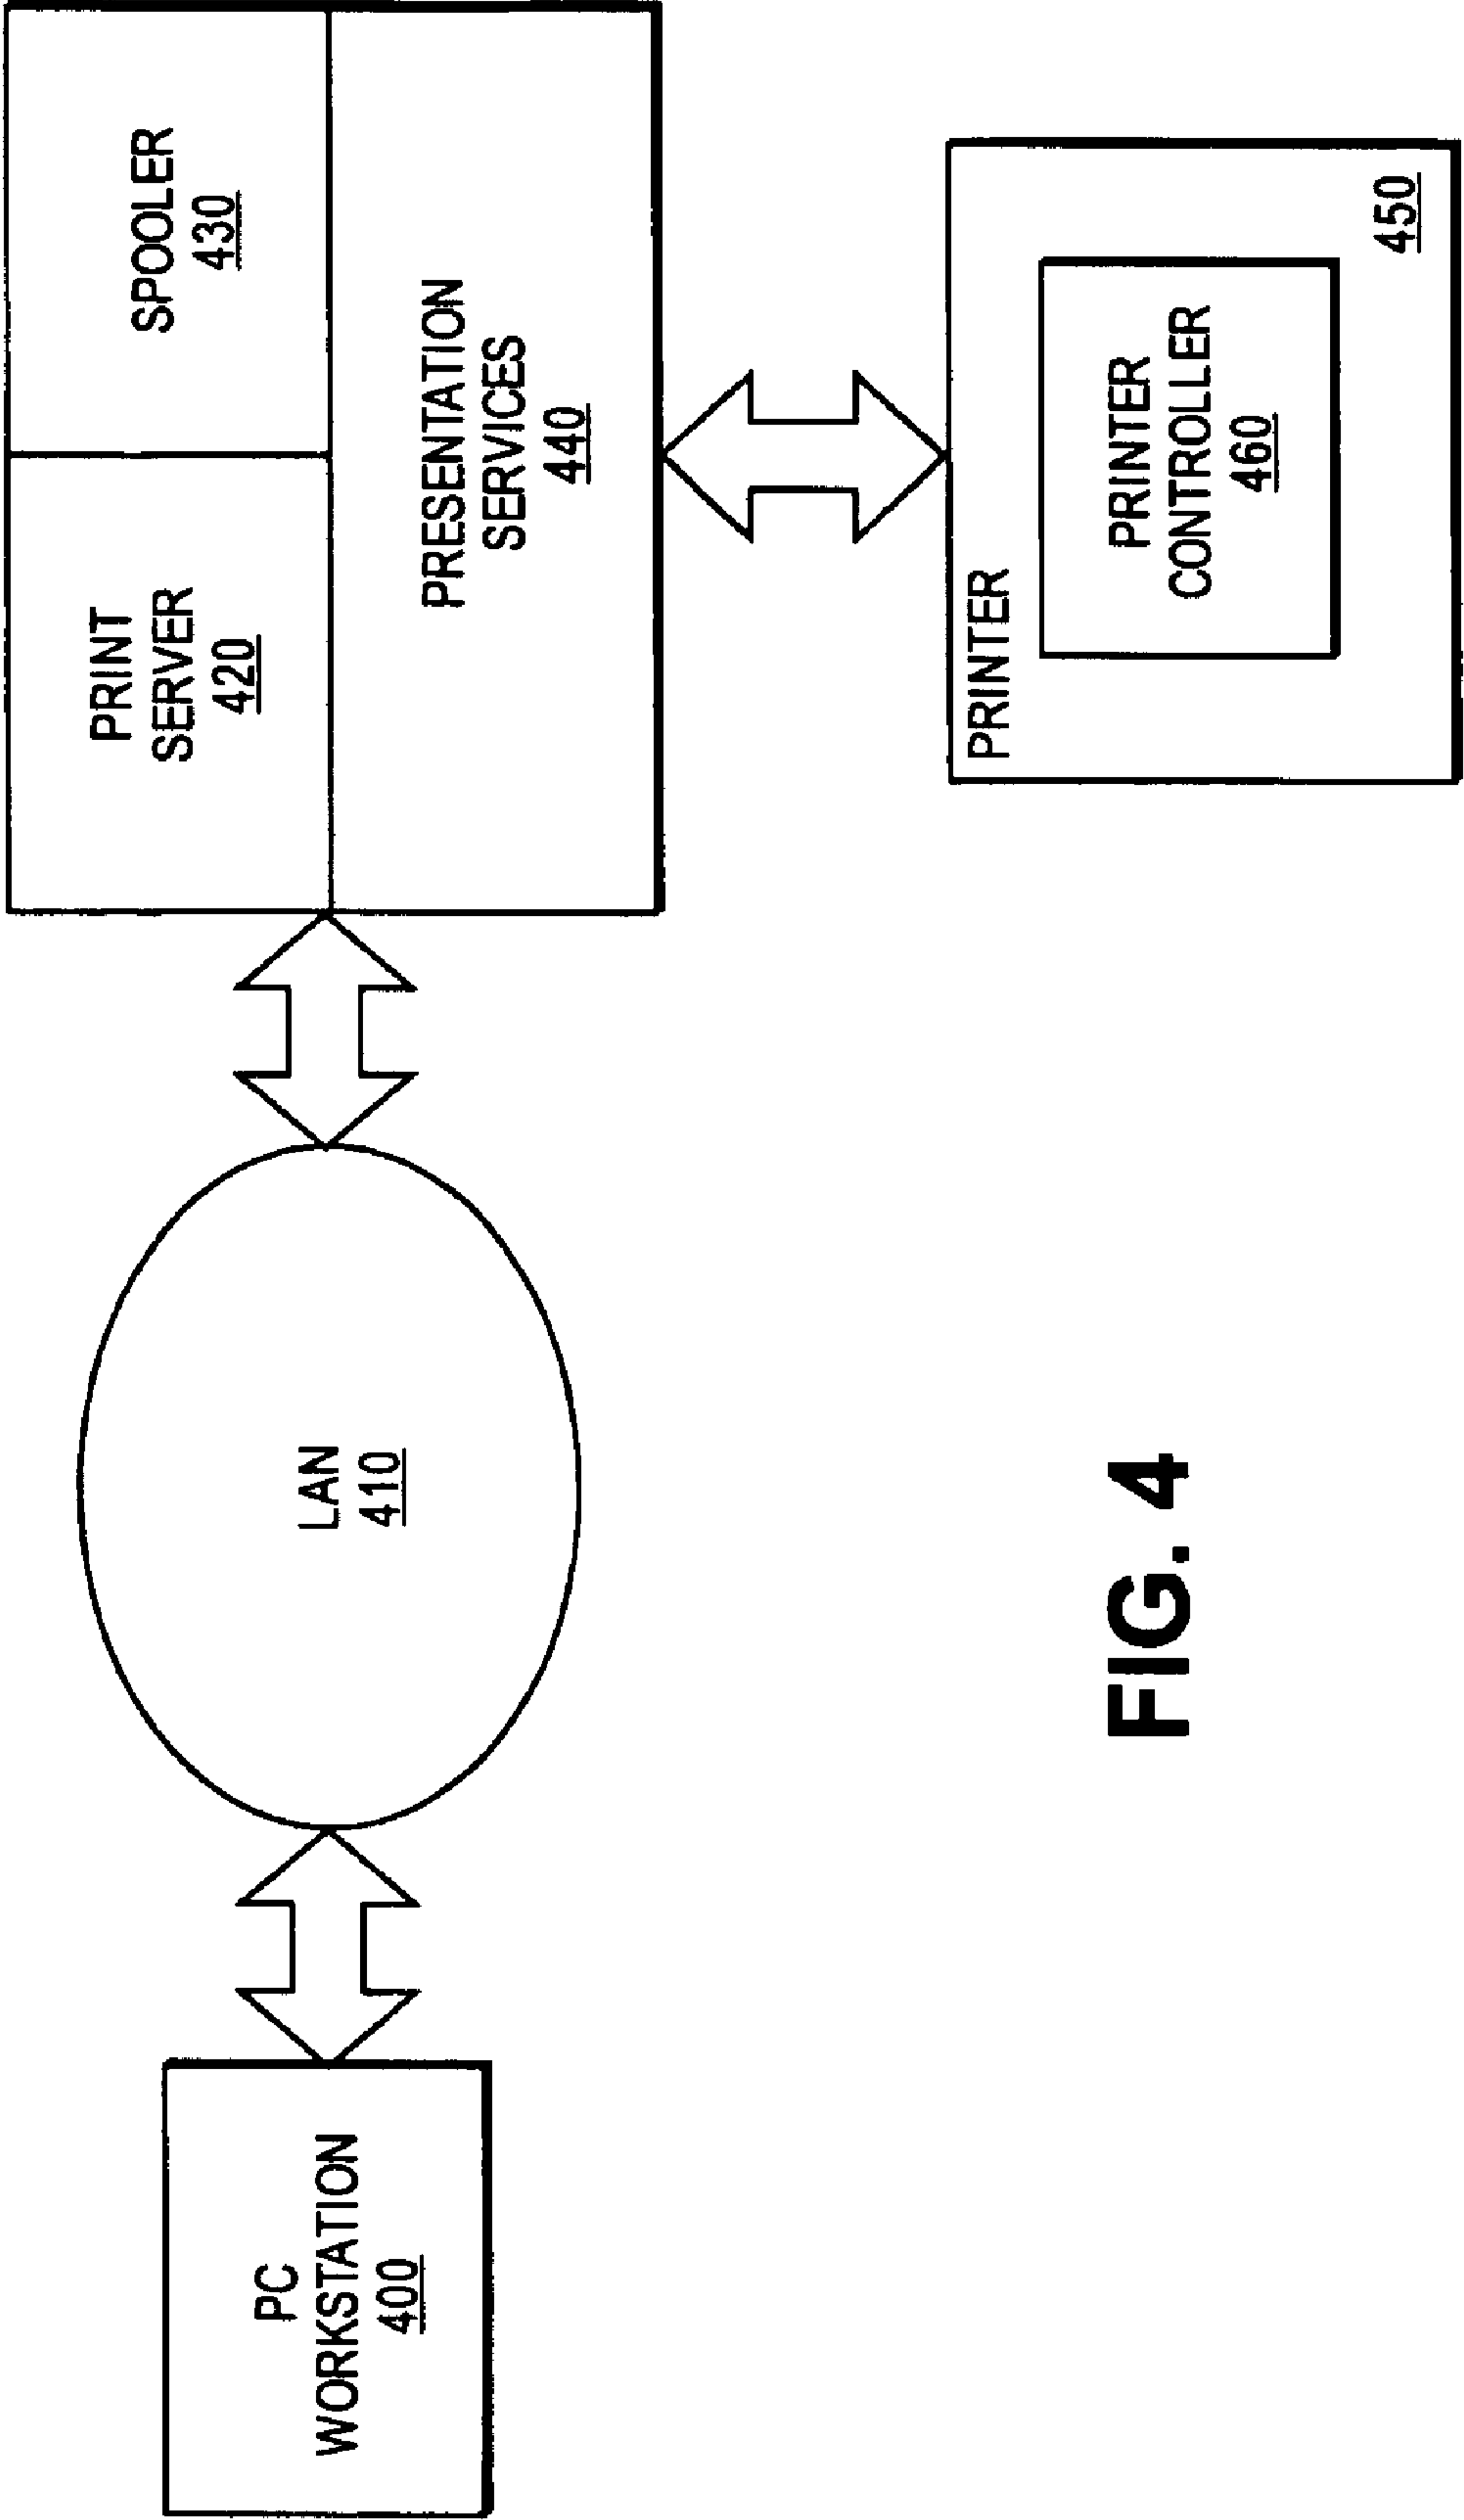 PC
WORKSTATION
400
LAN
410
PRINT
SERVER
420
SPOOLER
430
PRESENTATION
SERVICES
440
PRINTER
PRINTER
CONTROLLER
460
450
FIG. 4